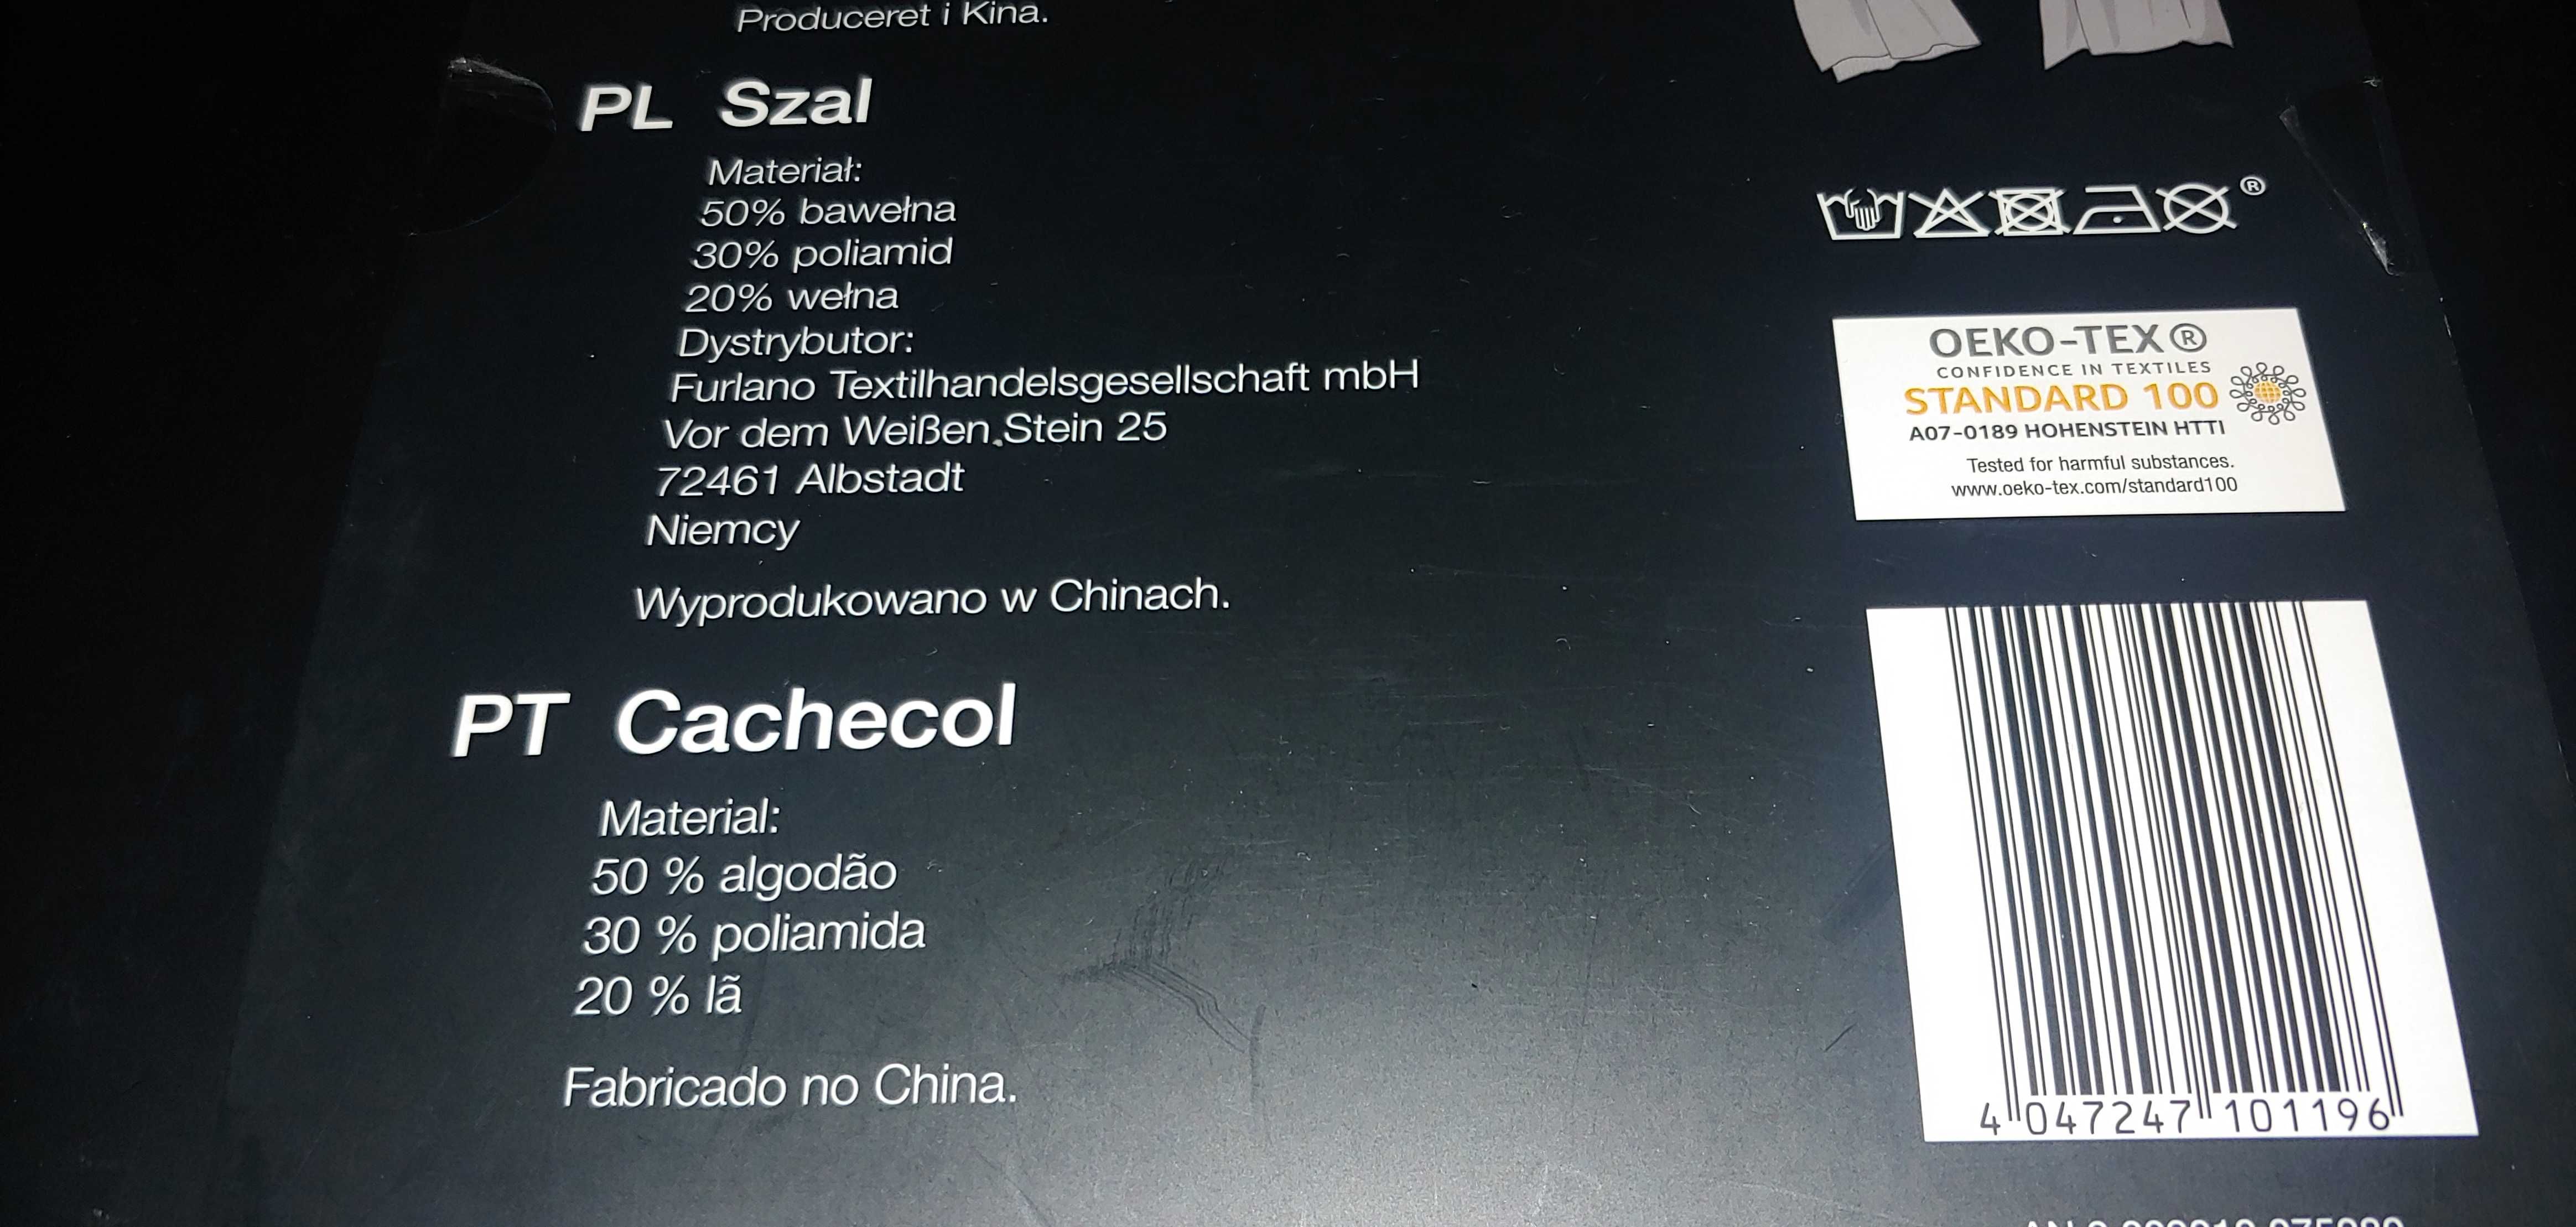 Produceret i Kina.
PL Szal
Materiał:
50% bawełna
30% poliamid
20% wełna
Dystrybutor:
Furlano Textilhandelsgesellschaft mbH
Vor dem Weißen Stein 25
72461 Albstadt
Niemcy
Wyprodukowano w Chinach.
PT Cachecol
Material:
50 % algodão
30 % poliamida
20 % lã
Fabricado no China.
®
OEKO-TEX®
CONFIDENCE IN TEXTILES
STANDARD 100
A07-0189 HOHENSTEIN HTTI
Tested for harmful substances.
www.oeko-tex.com/standard100
4 047247 101196